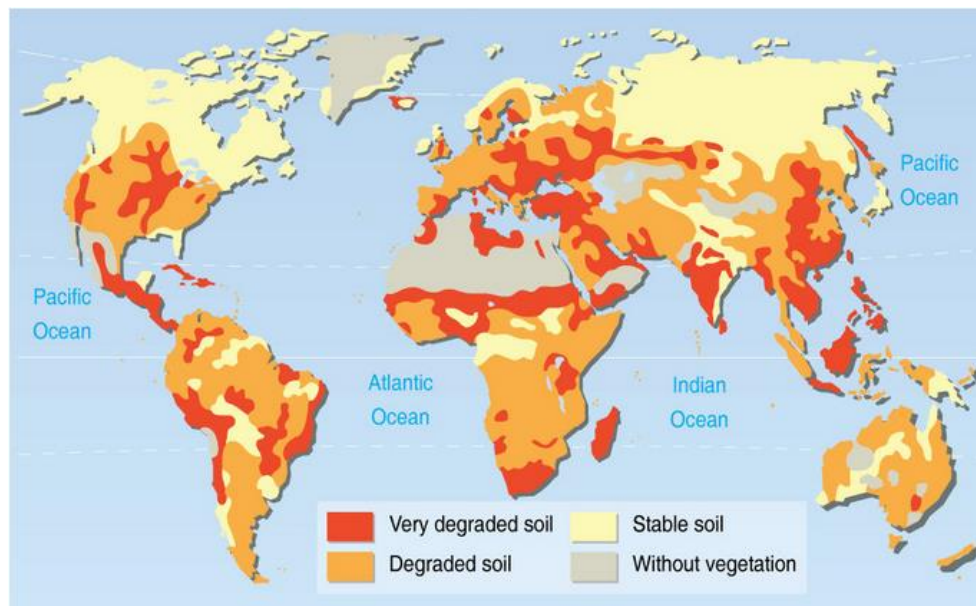 Pacific
Ocean
Pacific
Ocean
Atlantic
Ocean
Indian
Ocean
Very degraded soil
Stable soil
Degraded soil
Without vegetation